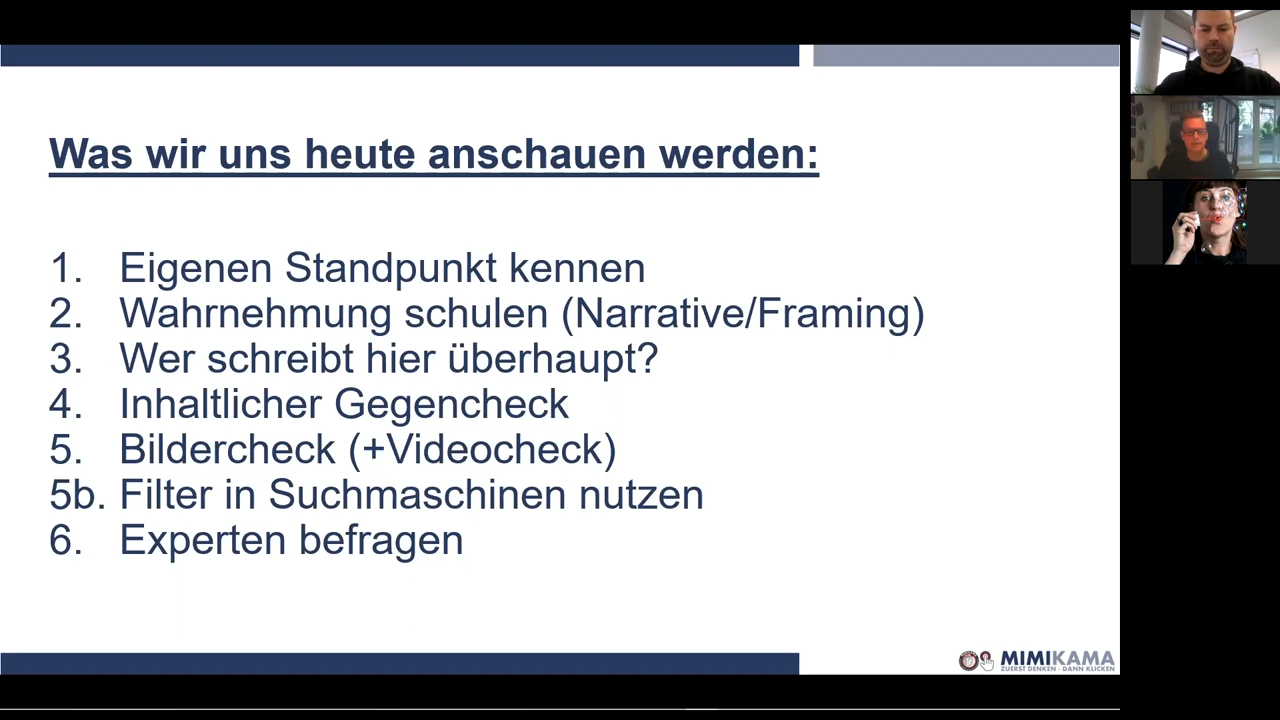 Was wir uns heute anschauen werden:
1. Eigenen Standpunkt kennen
2. Wahrnehmung schulen (Narrative/Framing)
3. Wer schreibt hier überhaupt?
4. Inhaltlicher Gegencheck
5. Bildercheck (+Videocheck)
5b. Filter in Suchmaschinen nutzen
6. Experten befragen
MIMIKAMA
ZUERST DENKEN - DANN KLICKEN